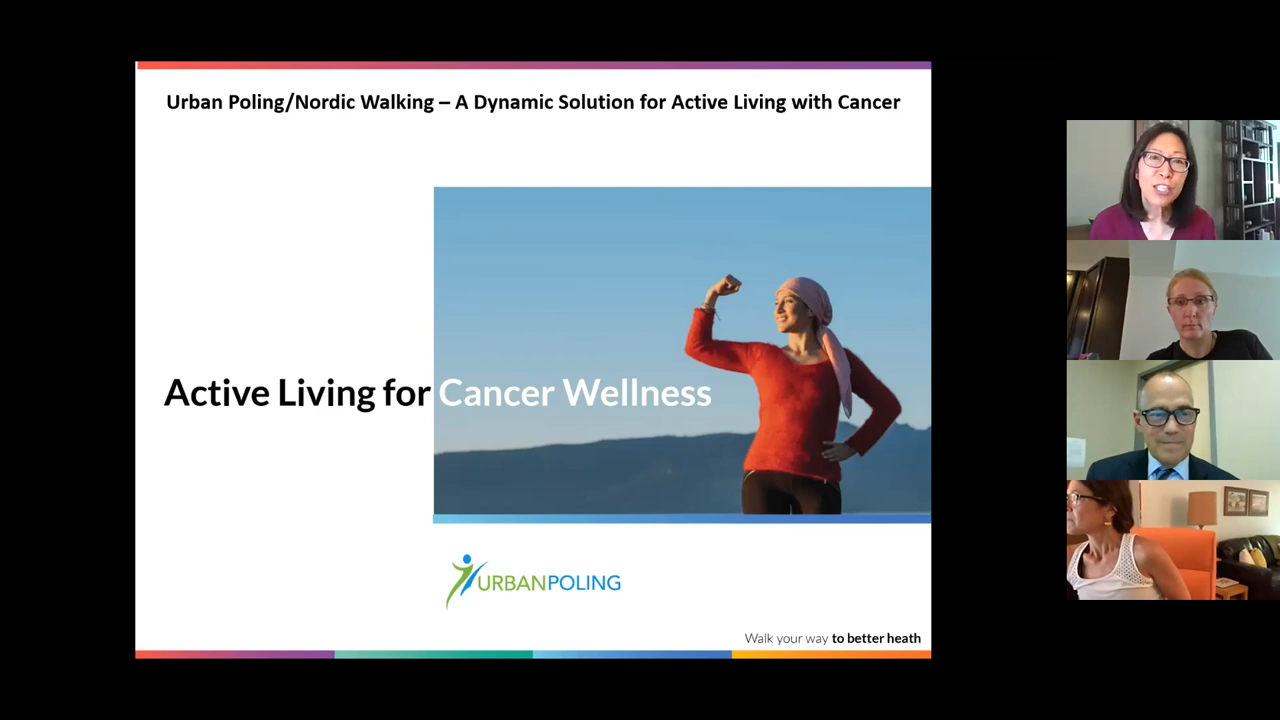 Urban Poling/Nordic Walking – A Dynamic Solution for Active Living with Cancer
Active Living for Cancer Wellness
URBANPOLING
Walk your way to better heath